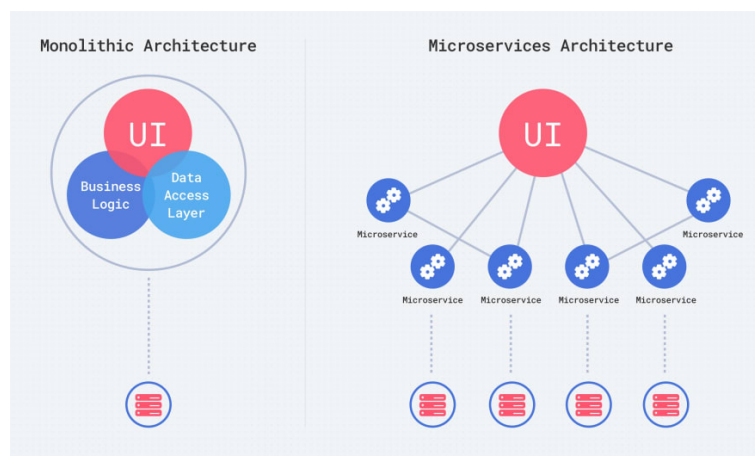 Monolithic Architecture
UI
Business
Logic
Data
Access
Layer
Microservices Architecture
UI
Microservice
Microservice
Microservice
Microservice
Microservice
Microservice